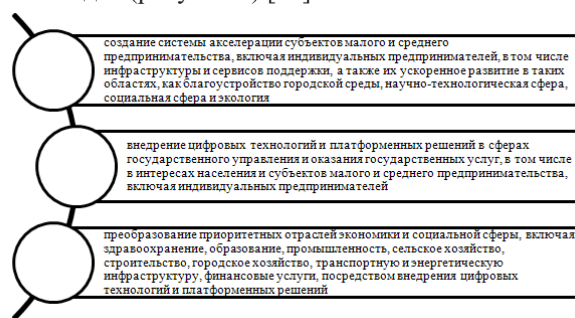 создание системы акселерации субъектов малого и среднего
предпринимательства, включая индивидуальных предпринимателей, в том числе
инфраструктуры и сервисов поддержки, а также их ускоренное развитие в таких
областях, как благоустройство городской среды, научно-технологическая сфера,
социальная сфера и экология
внедрение цифровых технологий и платформенных решений в сферах
государственного управления и оказания государственных услуг, в том числе
в интересах населения и субъектов малого и среднего предпринимательства,
включая индивидуальных предпринимателей
преобразование приоритетных отраслей экономики и социальной сферы, включая
здравоохранение, образование, промышленность, сельское хозяйство,
строительство, городское хозяйство, транспортную и энергетическую
инфраструктуру, финансовые услуги, посредством внедрения цифровых
технологий и платформенных решений